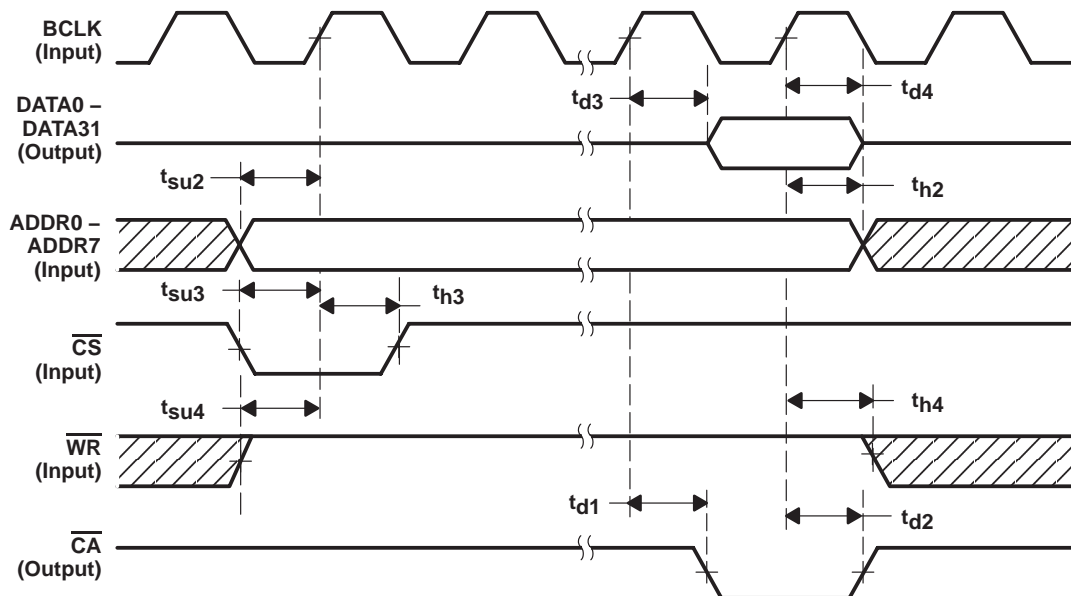 BCLK
(Input)
DATA0 –
DATA31
(Output)
td3
td4
tsu2
th2
ADDR0 –
ADDR7
(Input)
tsu3
th3
CS
(Input)
tsu4
th4
WR
(Input)
td1
td2
CA
(Output)